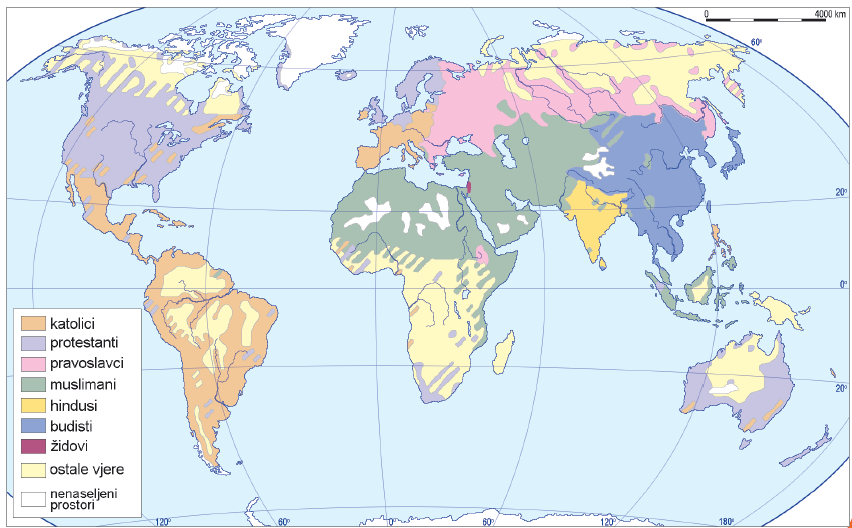 0
4000 km
60°
20°
0°
20°
katolici
protestanti
pravoslavci
muslimani
hindusi
budisti
židovi
ostale vjere
nenaseljeni
prostori
120°
60°
0°
60°
120°
180°